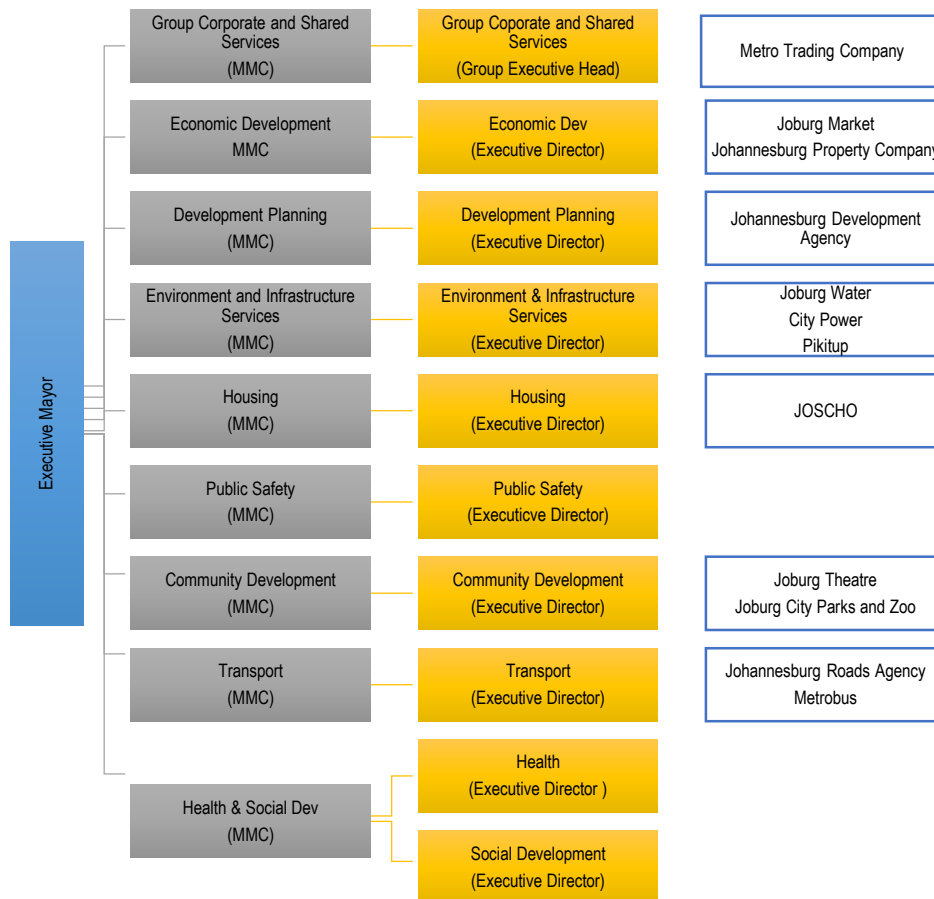 Executive Mayor
Group Coporate and Shared
Services
(MMC)
Group Executive and Shared
Services
(Group Executive Head)
Metro Trading Company
Economic Development
MMC
Economic Dev
(Executive Director)
Joburg Market
Johannesburg Property Company
Development Planning
(MMC)
Development Planning
(Executive Director)
Johannesburg Development
Agency
Environment and Infrastructure
Services
(MMC)
Environment & Infrastructure
Services
(Executive Director)
Joburg Water
City Power
Pikitup
Housing
(MMC)
Housing
(Executive Director)
JOSCHO
Public Safety
(MMC)
Public Safety
(Executicve Director)
Community Development
(MMC)
Community Development
(Executive Director)
Joburg Theatre
Joburg City Parks and Zoo
Transport
(MMC)
Transport
(Executive Director)
Johannesburg Roads Agency
Metrobus
Health & Social Dev
(MMC)
Health
(Executive Director )
Social Development
(Executive Director)